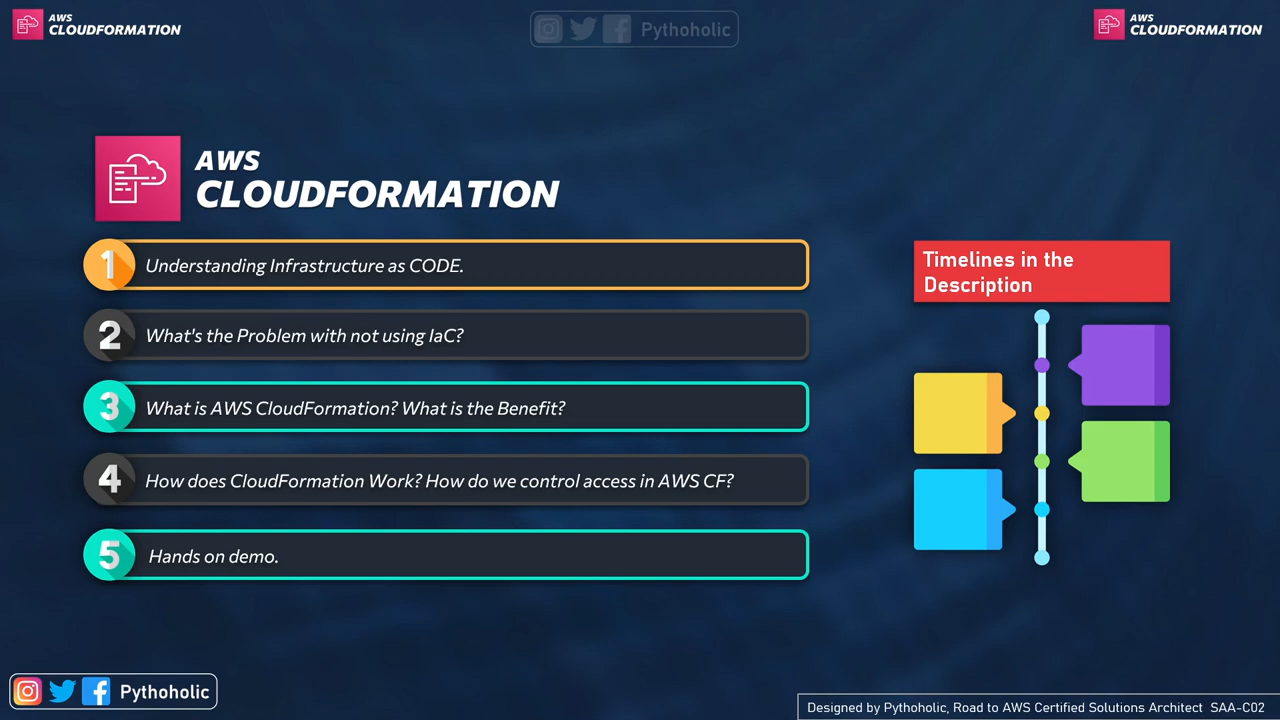 AWS
CLOUDFORMATION
Pythoholic
AWS
CLOUDFORMATION
AWS
CLOUDFORMATION
1
Understanding Infrastructure as CODE.
2
What's the Problem with not using IaC?
3
What is AWS CloudFormation? What is the Benefit?
4
How does CloudFormation Work? How do we control access in AWS CF?
5
Hands on demo.
Timelines in the
Description
Pythoholic
Designed by Pythoholic, Road to AWS Certified Solutions Architect SAA-C02